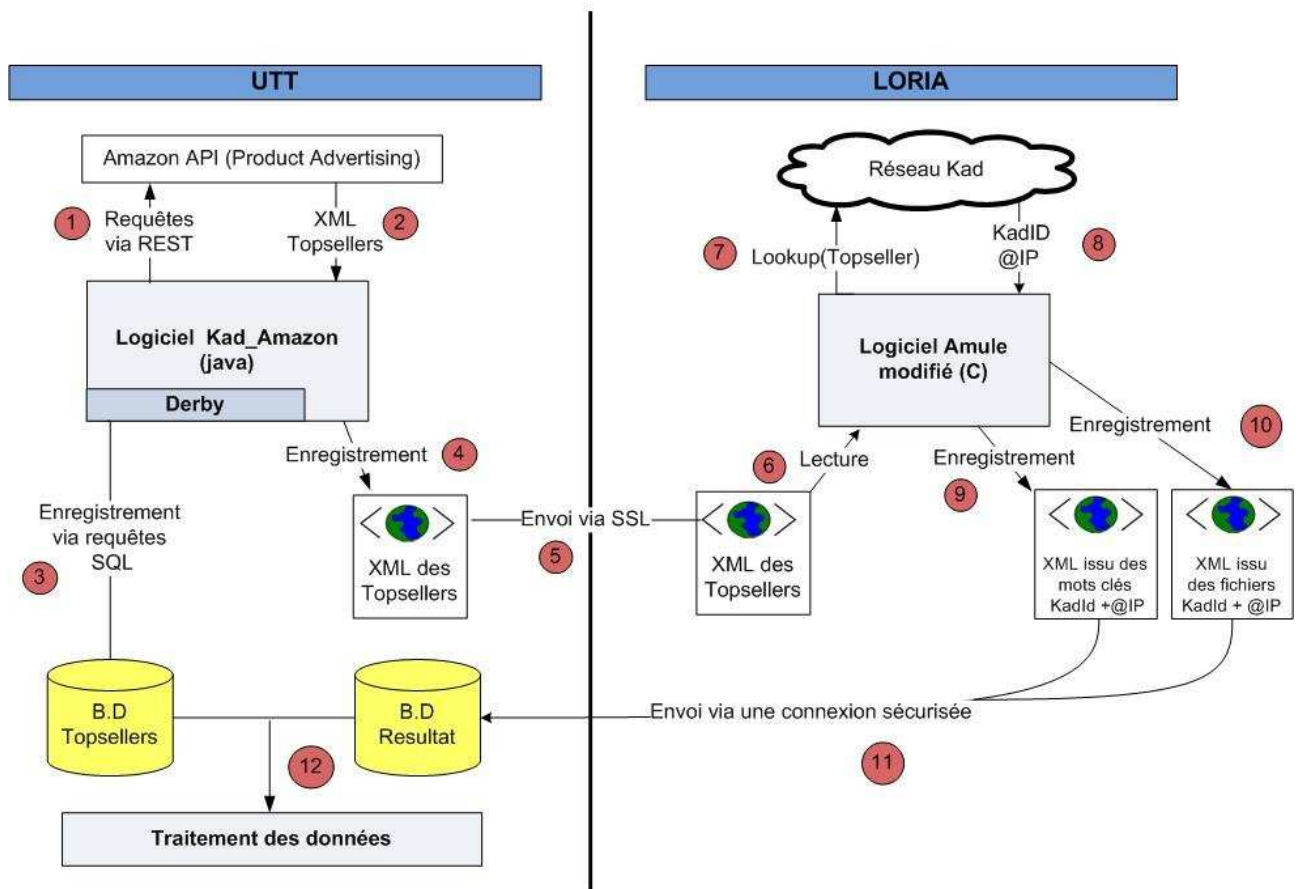 UTT
LORIA
Amazon API (Product Advertising)
1
Requêtes
via REST
XML
Topsellers
2
Logiciel Kad_Amazon
(java)
Derby
Enregistrement
4
Enregistrement
via requêtes
SQL
3
XML des
Topsellers
Envoi via SSL
5
B.D
Topsellers
B.D
Resultat
12
Traitement des données
Réseau Kad
7
Lookup(Topseller)
KadID
@IP
8
Logiciel Amule
modifié (C)
6
Lecture
XML des
Topsellers
Enregistrement
9
Enregistrement
10
XML issu des
mots clés
KadId +@IP
XML issu
des fichiers
KadId + @IP
Envoi via une connexion sécurisée
11